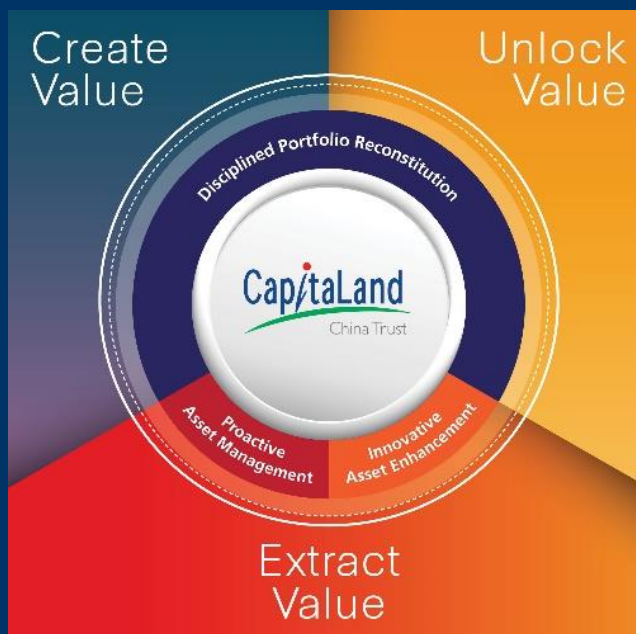 Create
Value
Unlock
Value
Disciplined Portfolio Reconstitution
CapitaLand
China Trust
Proactive
Asset Management
Innovative
Asset Enhancement
Extract
Value